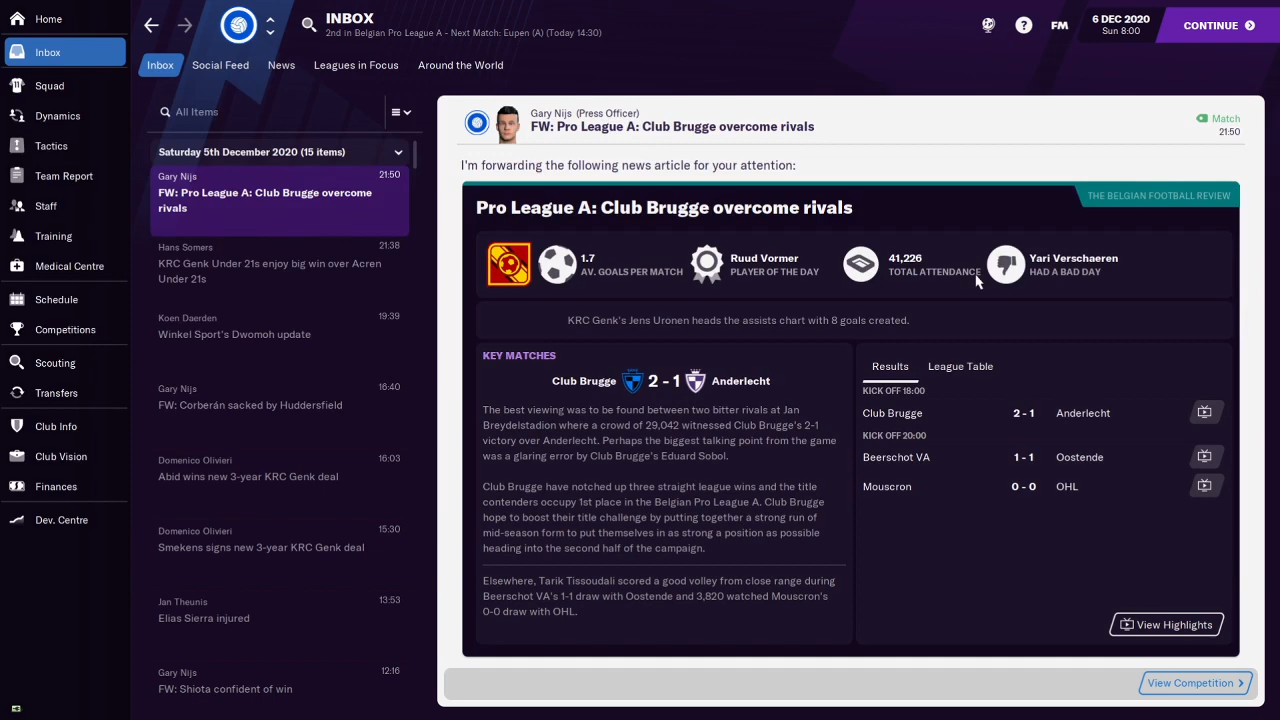 Home
Inbox
Squad
Dynamics
Tactics
Team Report
Staff
Training
Medical Centre
Schedule
Competitions
Scouting
Transfers
Club Info
Club Vision
Finances
Dev. Centre
INBOX
2nd in Belgian Pro League A - Next Match: Eupen (A) (Today 14:30)
FM
6 DEC 2020
Sun 8:00
CONTINUE
Inbox
Social Feed
News
Leagues in Focus
Around the World
All Items
Saturday 5th December 2020 (15 items)
Gary Nijs 21:50
FW: Pro League A: Club Brugge overcome
rivals
Hans Somers 21:38
KRC Genk Under 21s enjoy big win over Acren
Under 21s
Koen Daerden 19:39
Winkel Sport's Dwomoh update
Gary Nijs 16:40
FW: Corberán sacked by Huddersfield
Domenico Olivieri 16:03
Abid wins new 3-year KRC Genk deal
Domenico Olivieri 15:30
Smekens signs new 3-year KRC Genk deal
Jan Theunis 13:53
Elias Sierra injured
Gary Nijs 12:16
FW: Shiota confident of win
Gary Nijs (Press Officer)
FW: Pro League A: Club Brugge overcome rivals
Match
21:50
I'm forwarding the following news article for your attention:
THE BELGIAN FOOTBALL REVIEW
Pro League A: Club Brugge overcome rivals
1.7
AV. GOALS PER MATCH
Ruud Vormer
PLAYER OF THE DAY
41,226
TOTAL ATTENDANCE
Yari Verschaeren
HAD A BAD DAY
KRC Genk's Jens Uronen heads the assists chart with 8 goals created.
KEY MATCHES
Club Brugge 2 - 1 Anderlecht
The best viewing was to be found between two bitter rivals at Jan
Breydelstadion where a crowd of 29,042 witnessed Club Brugge's 2-1
victory over Anderlecht. Perhaps the biggest talking point from the game
was a glaring error by Club Brugge's Eduard Sobol.
Club Brugge have notched up three straight league wins and the title
contenders occupy 1st place in the Belgian Pro League A. Club Brugge
hope to boost their title challenge by putting together a strong run of
mid-season form to put themselves in as strong a position as possible
heading into the second half of the campaign.
Elsewhere, Tarik Tissoudali scored a good volley from close range during
Beerschot VA's 1-1 draw with Oostende and 3,820 watched Mouscron's
0-0 draw with OHL.
Results
League Table
KICK OFF 18:00
Club Brugge 2 - 1 Anderlecht
KICK OFF 20:00
Beerschot VA 1 - 1 Oostende
Mouscron 0 - 0 OHL
View Highlights
View Competition